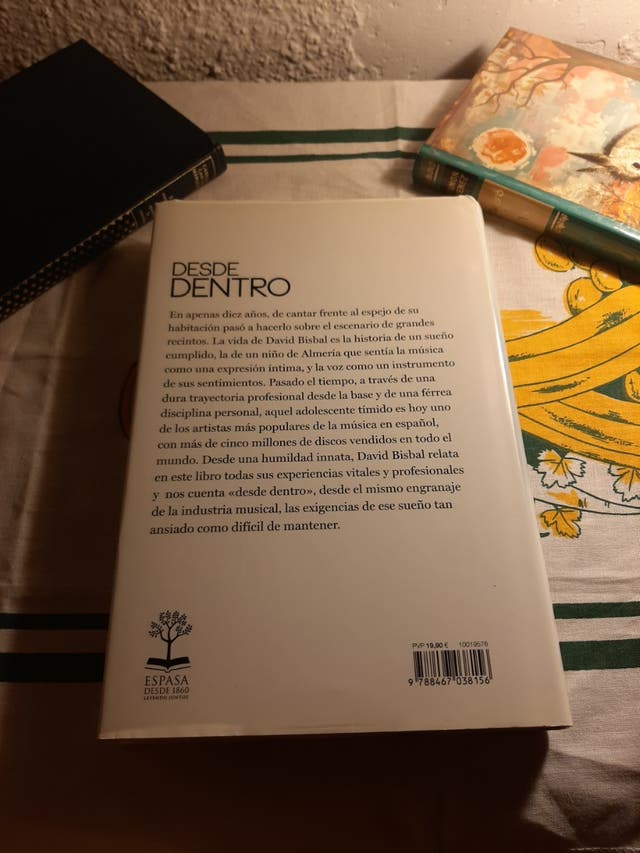 DESDE
DENTRO
En apenas diez años, de cantar frente al espejo de su
habitación pasó a hacerlo sobre el escenario de grandes
recintos. La vida de David Bisbal es la historia de un sueño
cumplido, la de un niño de Almería que sentía la música
como una expresión íntima, y la voz como un instrumento
de sus sentimientos. Pasado el tiempo, a través de una
dura trayectoria profesional desde la base y de una férrea
disciplina personal, aquel adolescente tímido es hoy uno
de los artistas más populares de la música en español,
con más de cinco millones de discos vendidos en todo el
mundo. Desde una humildad innata, David Bisbal relata
en este libro todas sus experiencias vitales y profesionales
y nos cuenta «desde dentro», desde el mismo engranaje
de la industria musical, las exigencias de ese sueño tan
ansiado como difícil de mantener.
ESPASA
DESDE 1860
LEYENDO JUNTOS
PVP 19,90 € 10019576
9 788467 038156